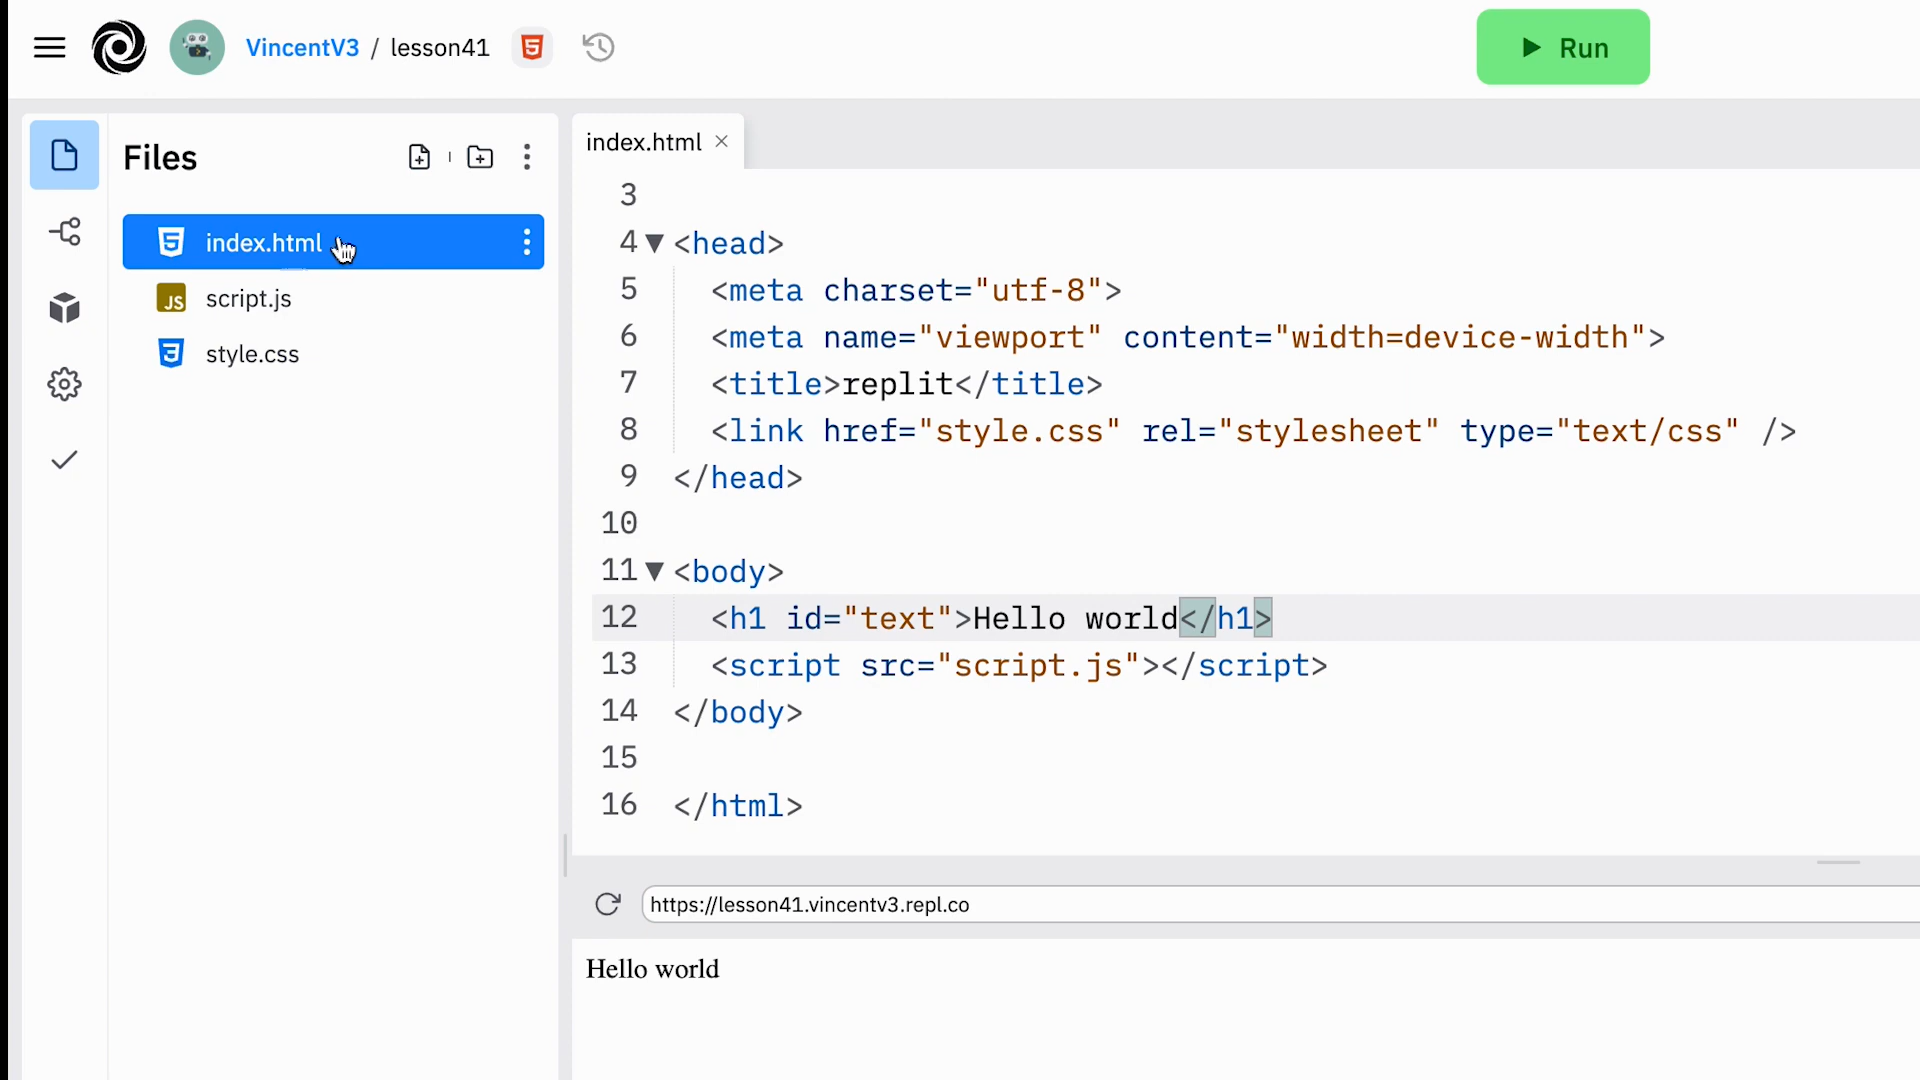 VincentV3 / lesson41
Run
Files
index.html
script.js
style.css
index.html
3
4 <head>
5 <meta charset="utf-8">
6 <meta name="viewport" content="width=device-width">
7 <title>replit</title>
8 <link href="style.css" rel="stylesheet" type="text/css" />
9 </head>
10
11 <body>
12 <h1 id="text">Hello world</h1>
13 <script src="script.js"></script>
14 </body>
15
16 </html>
https://lesson41.vincentv3.repl.co
Hello world